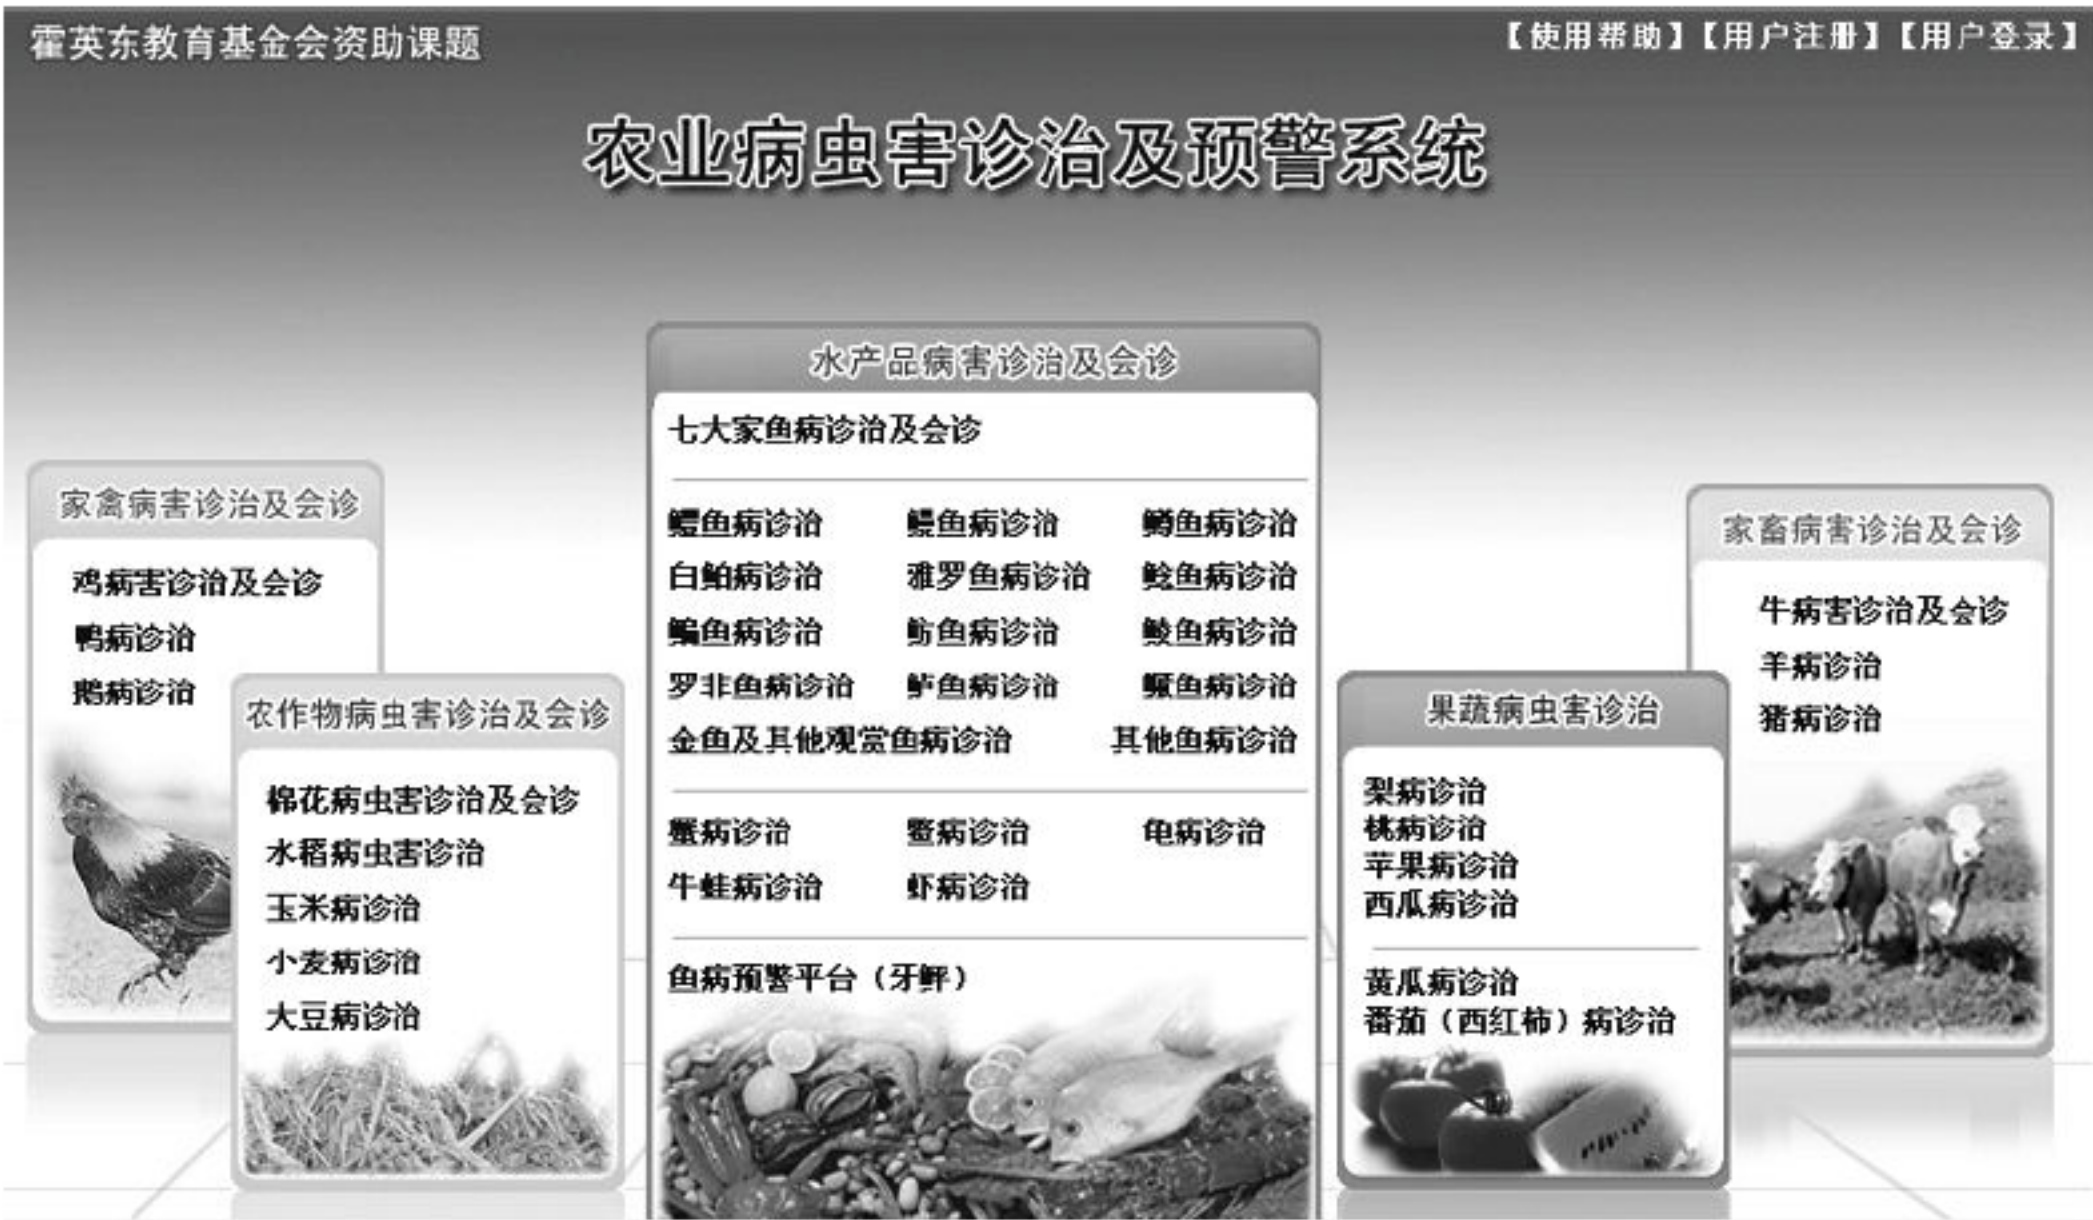 霍英东教育基金会资助课题
【使用帮助】【用户注册】【用户登录】
农业病虫害诊治及预警系统
家禽病害诊治及会诊
鸡病害诊治及会诊
鸭病诊治
鹅病诊治
农作物病虫害诊治及会诊
棉花病虫害诊治及会诊
水稻病虫害诊治
玉米病诊治
小麦病诊治
大豆病诊治
水产品病害诊治及会诊
七大家鱼病诊治及会诊
鳢鱼病诊治 鳗鱼病诊治 鳟鱼病诊治
病诊治 雅罗鱼病诊治 鲶鱼病诊治
鳊鱼病诊治 鲂鱼病诊治 鲮鱼病诊治
罗非鱼病诊治 鲈鱼病诊治 鳜鱼病诊治
金鱼及其他观赏鱼病诊治 其他鱼病诊治
蟹病诊治 鳖病诊治 龟病诊治
牛蛙病诊治 虾病诊治
鱼病预警平台（牙鲆）
果蔬病虫害诊治
梨病诊治
桃病诊治
苹果病诊治
西瓜病诊治
黄瓜病诊治
番茄（西红柿）病诊治
家畜病害诊治及会诊
牛病害诊治及会诊
羊病诊治
猪病诊治